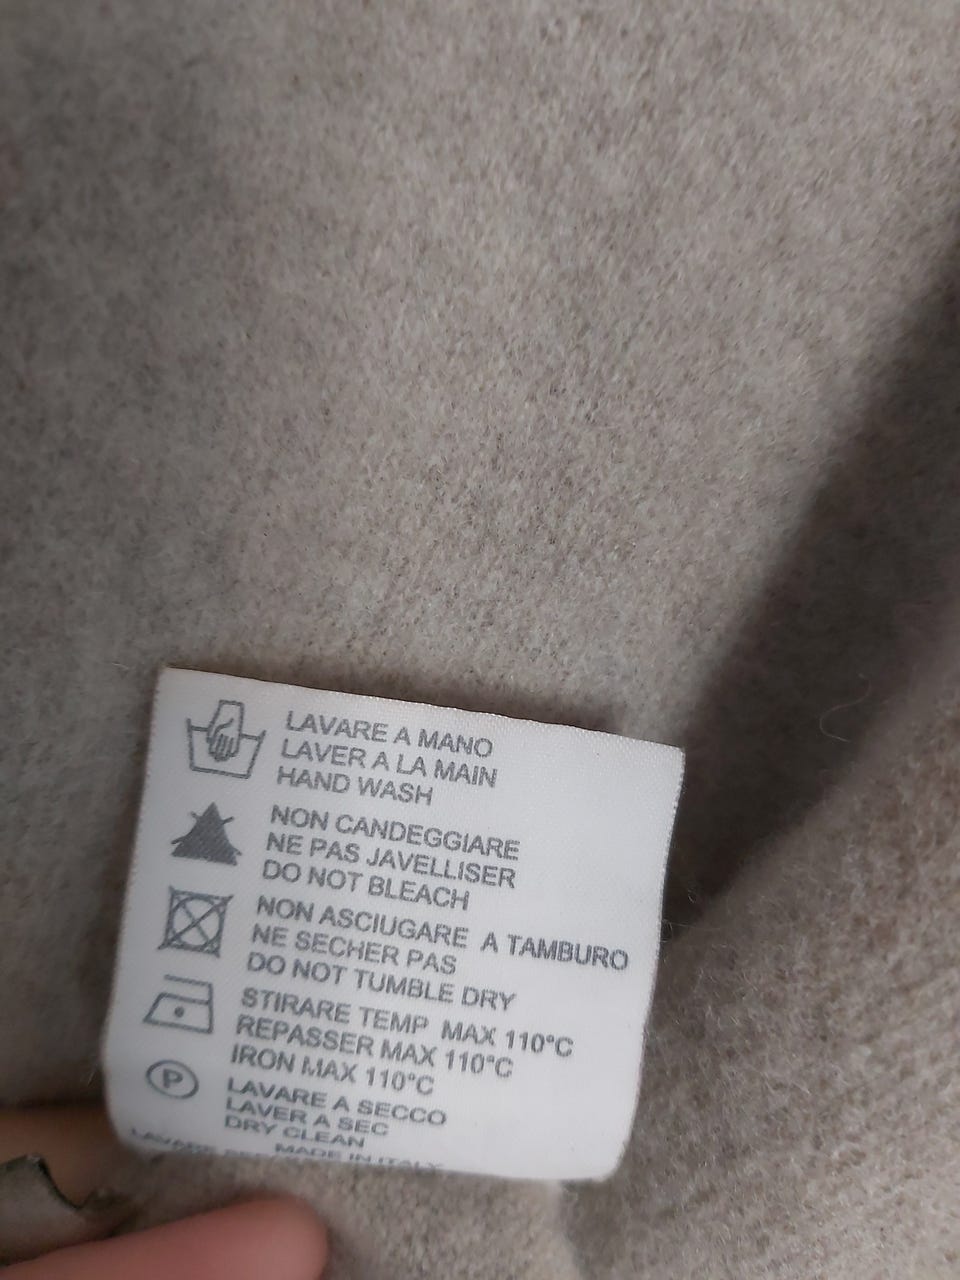 LAVARE A MANO
LAVER A LA MAIN
HAND WASH
NON CANDEGGIARE
NE PAS JAVELLISER
DO NOT BLEACH
NON ASCIUGARE A TAMBURO
NE SECHER PAS
DO NOT TUMBLE DRY
STIRARE TEMP MAX 110°C
REPASSER MAX 110°C
IRON MAX 110°C
P
LAVARE A SECCO
LAVER A SEC
DRY CLEAN
MADE IN ITALY
LAVARE